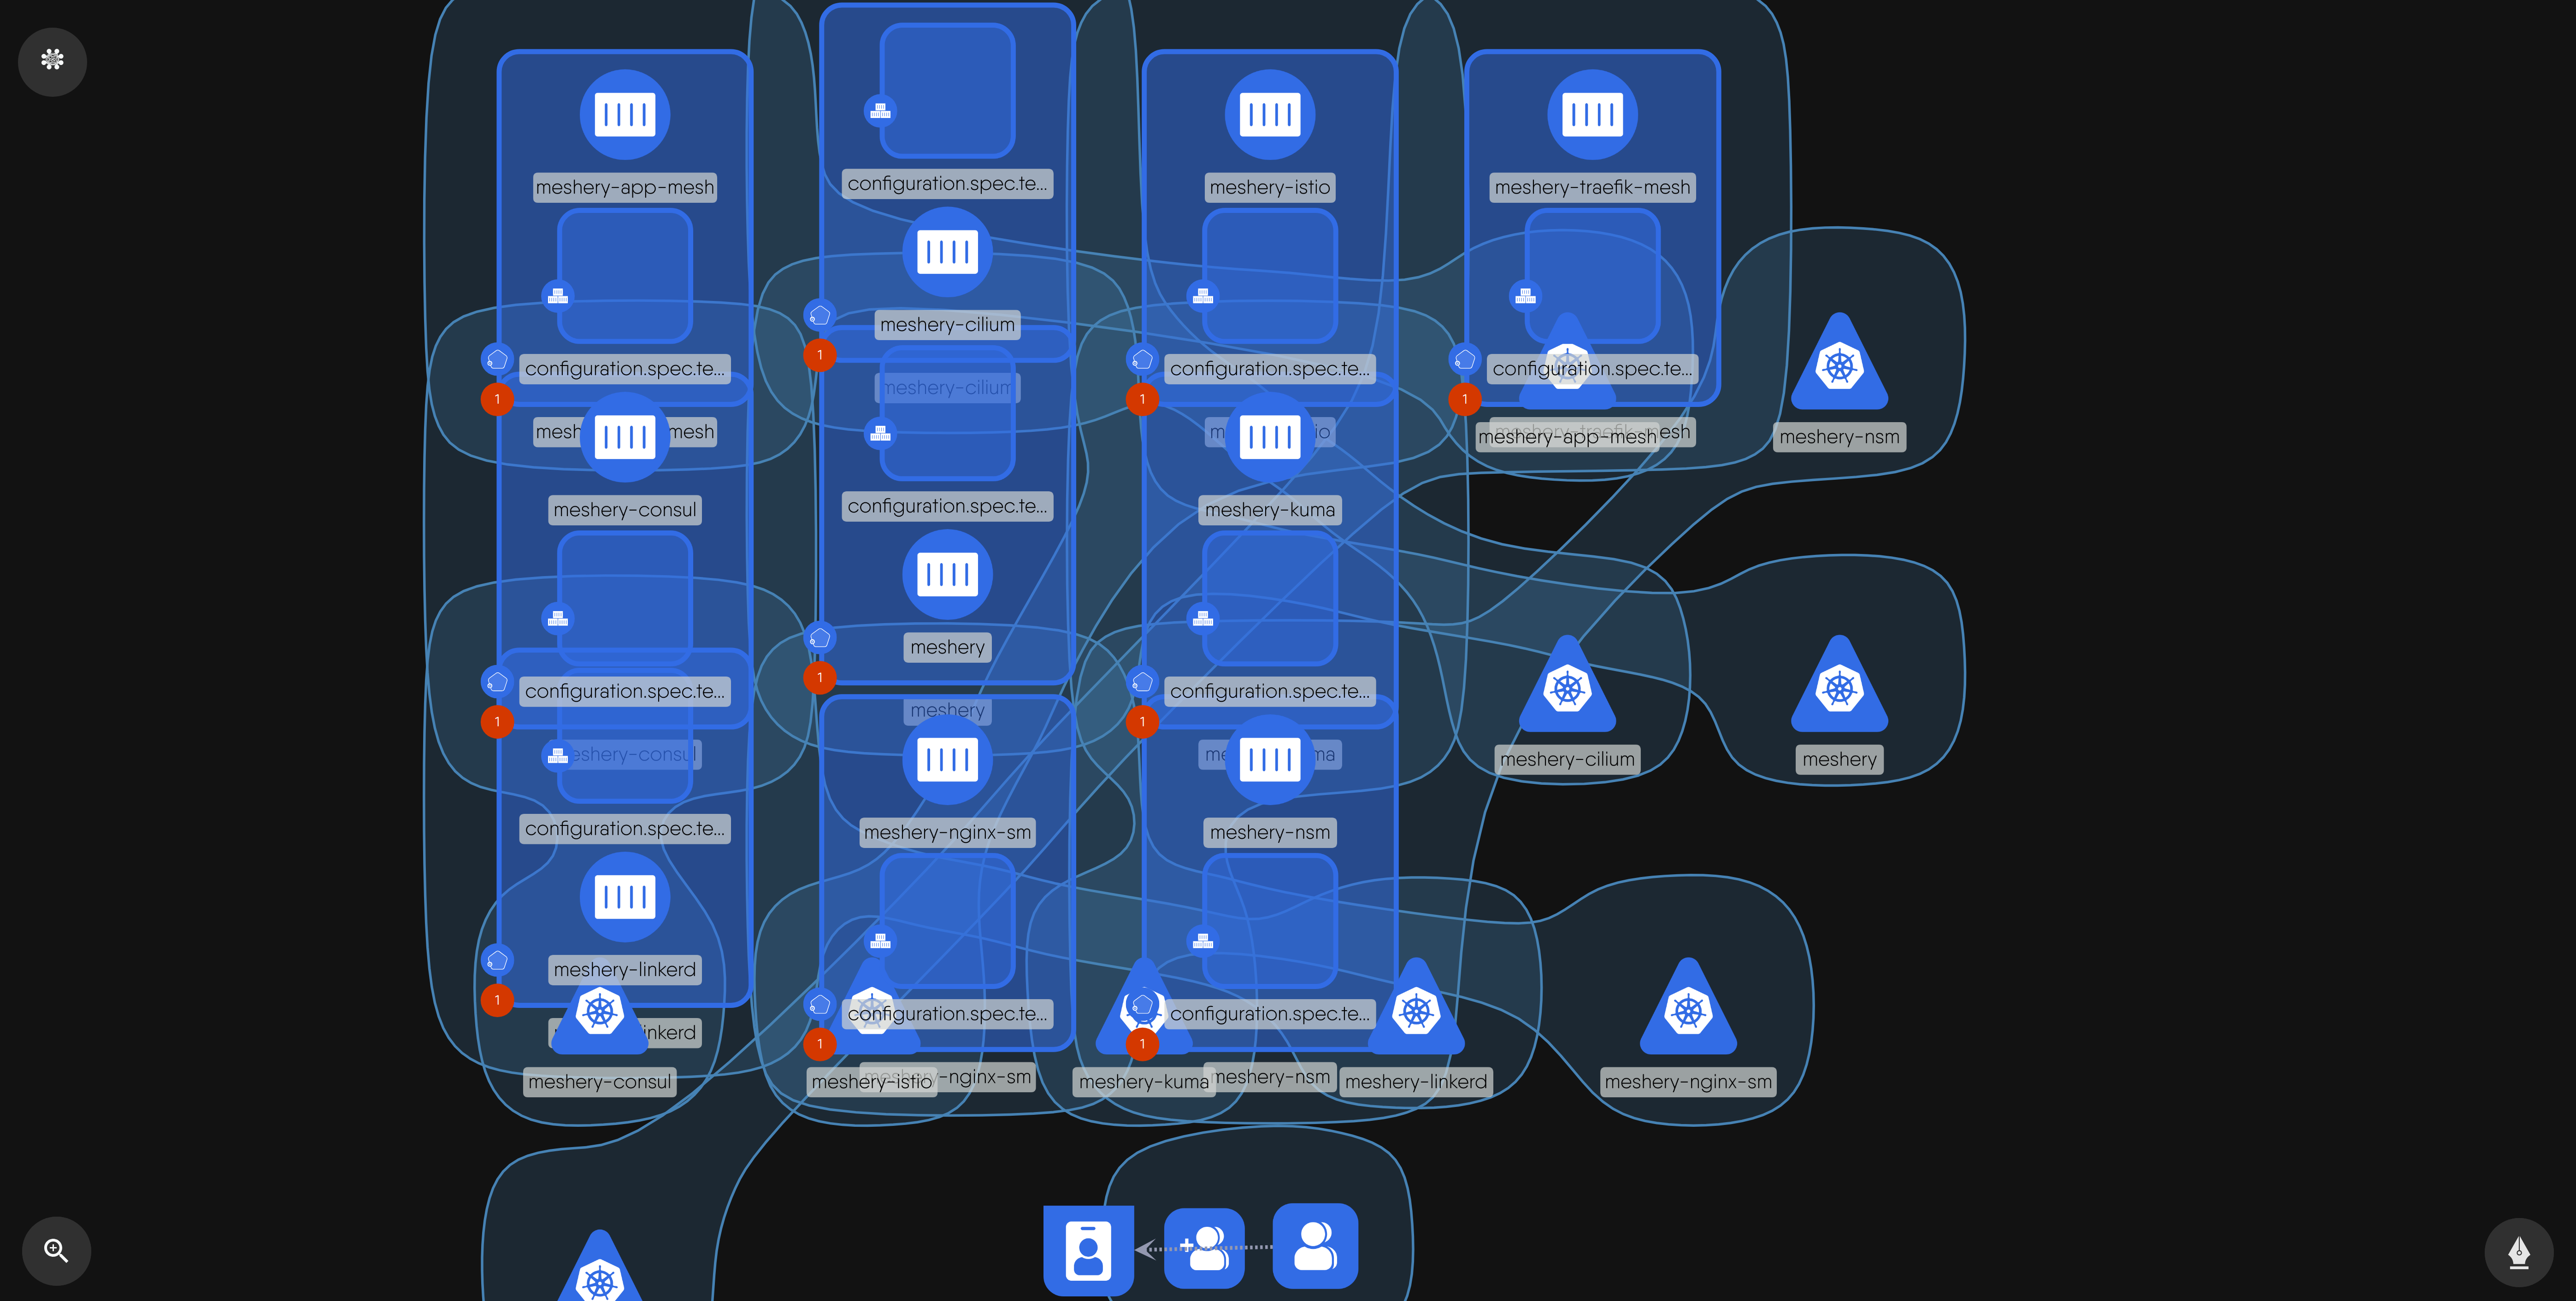 meshery-app-mesh
configuration.spec.te...
meshery-istio
meshery-traefik-mesh
meshery-cilium
configuration.spec.te...
configuration.spec.te...
configuration.spec.te...
1
meshery-cilium
1
1
1
mesh
mesh
io
meshery-app-mesh
meshery-traefik-mesh
meshery-nsm
meshery-consul
configuration.spec.te...
meshery-kuma
meshery
1
configuration.spec.te...
configuration.spec.te...
1
meshery
1
meshery-consul
me
ma
meshery-cilium
meshery
configuration.spec.te...
meshery-nginx-sm
meshery-nsm
meshery-linkerd
1
configuration.spec.te...
configuration.spec.te...
inkerd
1
1
meshery-consul
meshery-istio
meshery-nginx-sm
meshery-kuma
meshery-nsm
meshery-linkerd
meshery-nginx-sm